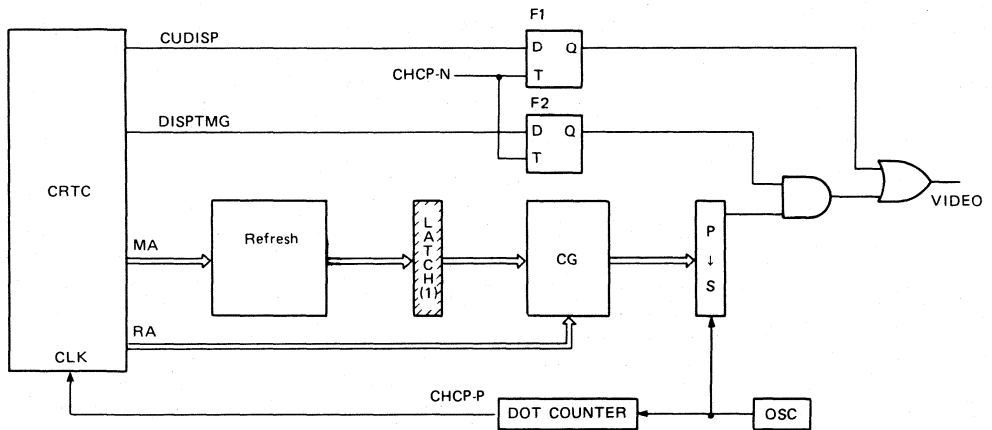 F1
CUDISP
D Q
CHCP-N
T
F2
DISPTMG
D Q
T
CRTC
VIDEO
MA
Refresh
LATCH (1)
CG
P ↓ S
RA
CLK
CHCP-P
DOT COUNTER
OSC